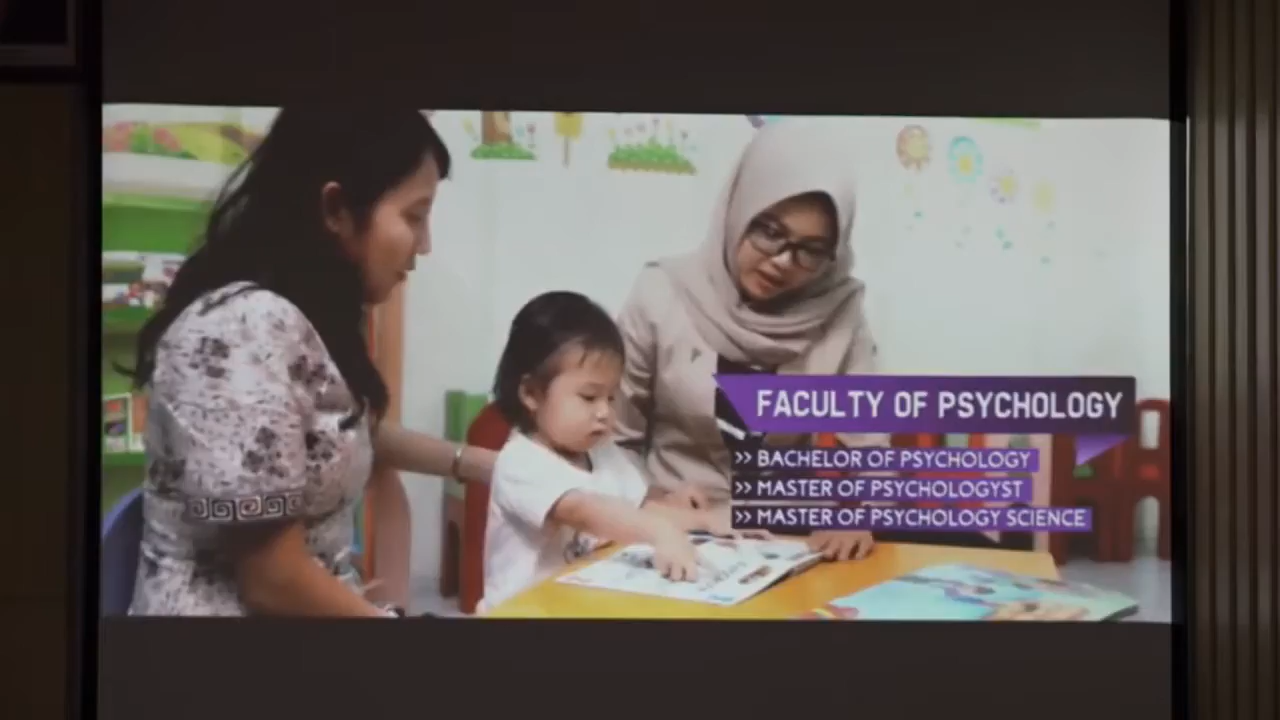 FACULTY OF PSYCHOLOGY
>> BACHELOR OF PSYCHOLOGY
>> MASTER OF PSYCHOLOGYST
>> MASTER OF PSYCHOLOGY SCIENCE